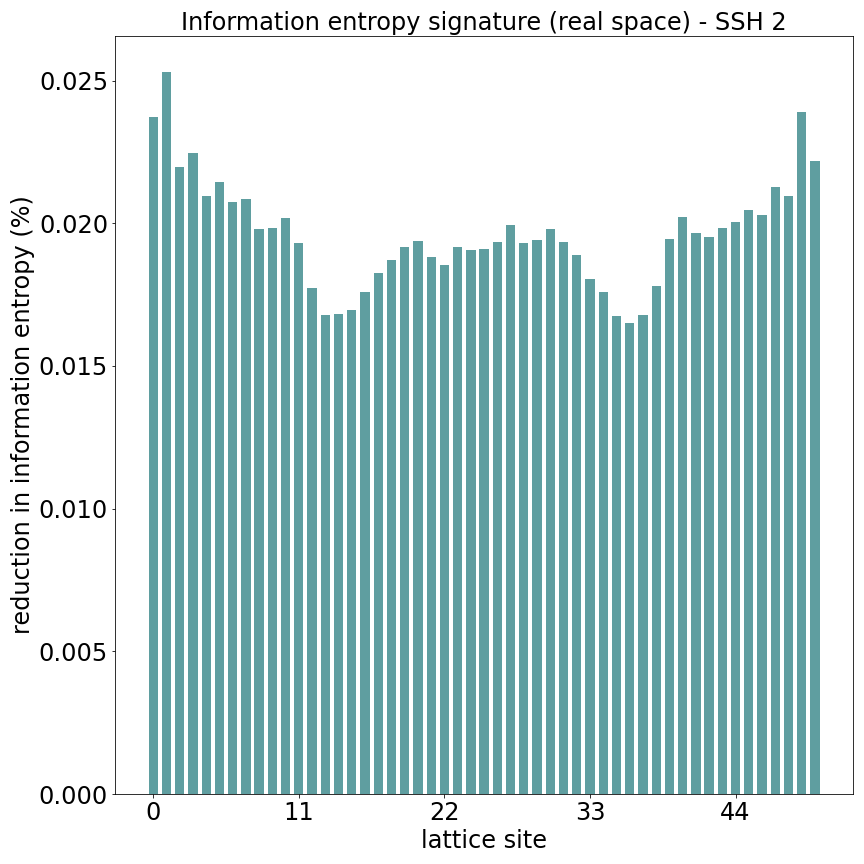 Information entropy signature (real space) - SSH 2
reduction in information entropy (%)
0.025
0.020
0.015
0.010
0.005
0.000
0 11 22 33 44
lattice site